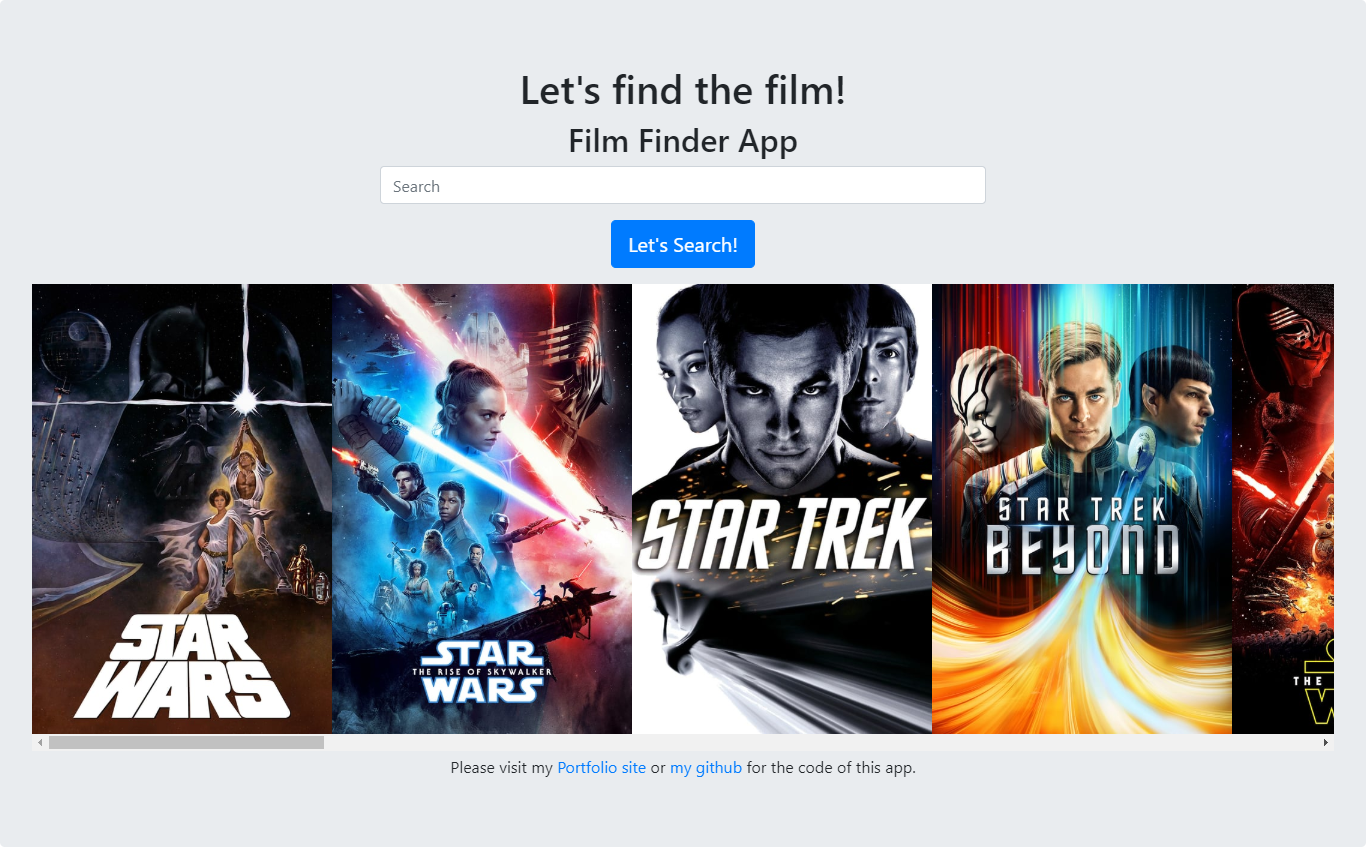 Let's find the film!
Film Finder App
Search
Let's Search!
STAR
WARS
STAR
THE RISE OF SKYWALKER
WARS
STAR TREK
STAR TREK
BEYOND
THE
Please visit my Portfolio site or my github for the code of this app.